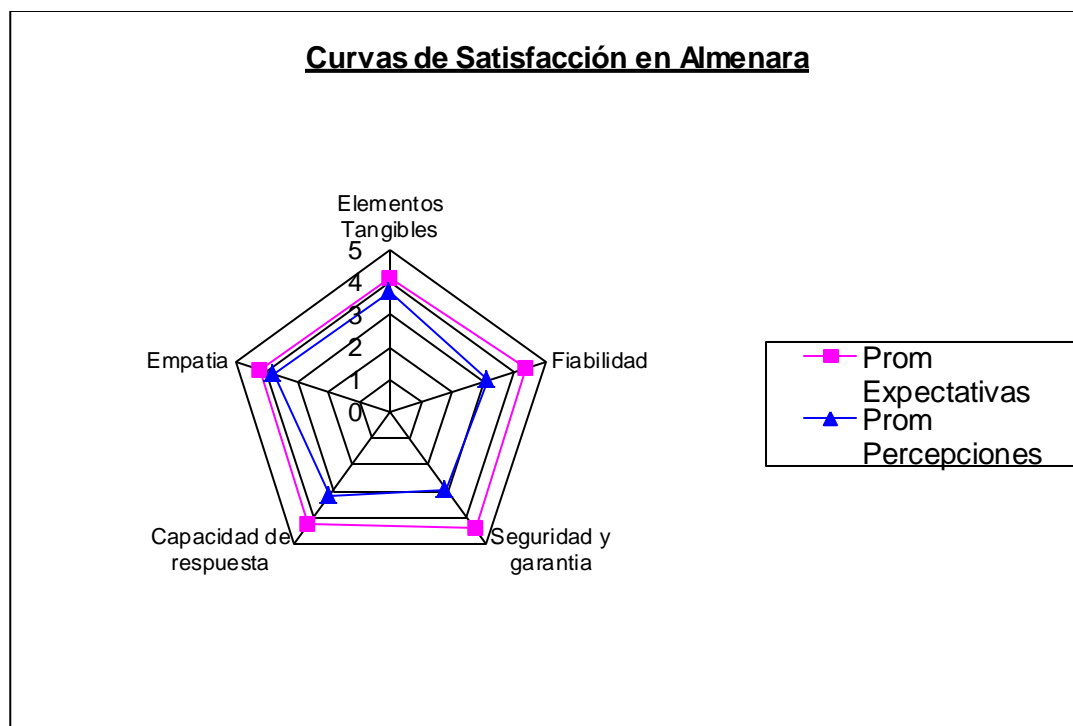 Curvas de Satisfacción en Almenara
Elementos
Tangibles
5
4
3
2
1
0
Empatia
Fiabilidad
Capacidad de
respuesta
Seguridad y
garantia
Prom
Expectativas
Prom
Percepciones